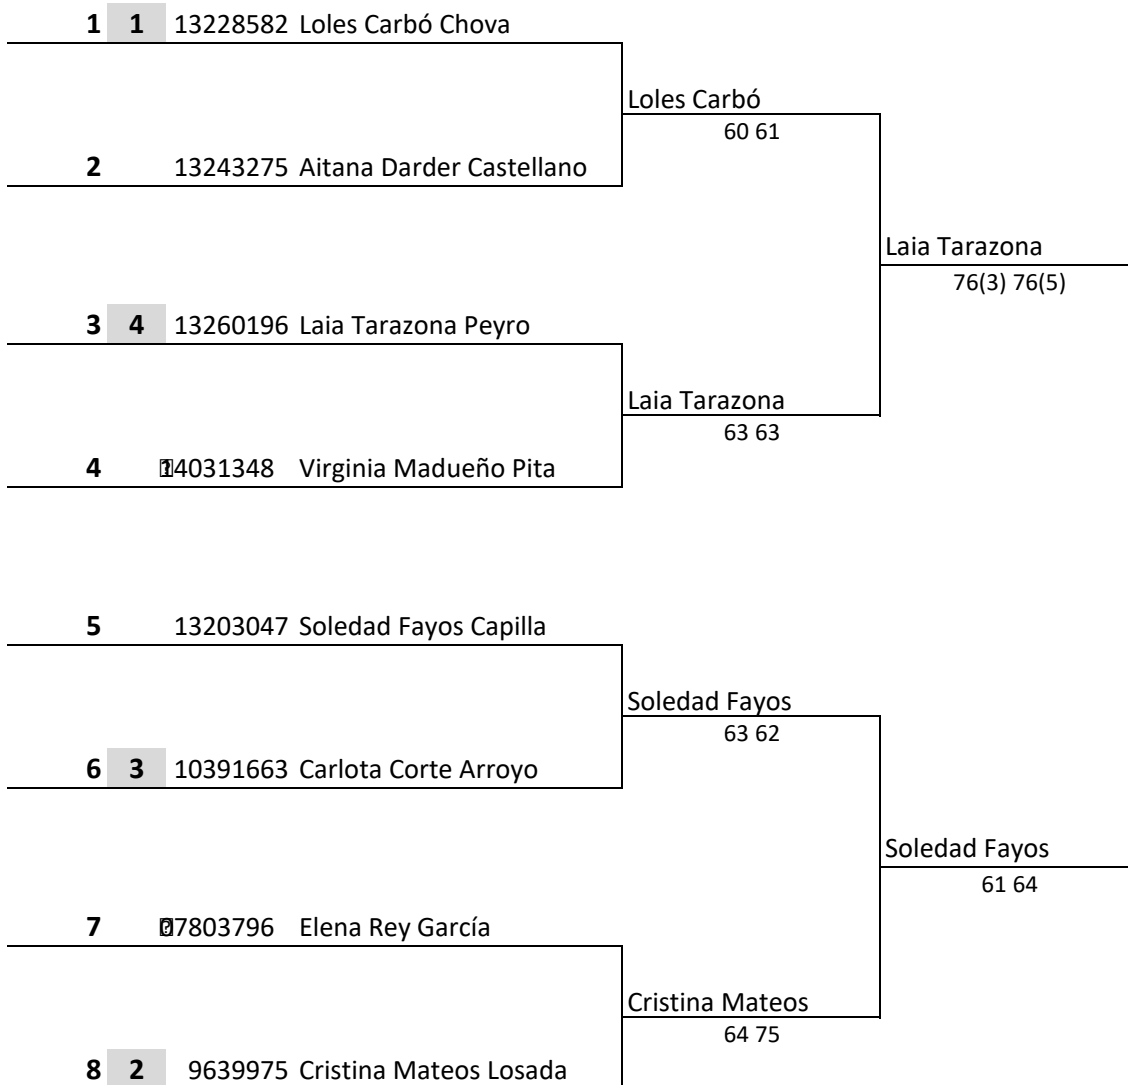 1 1 13228582 Loles Carbó Chova
Loles Carbó
60 61
2 13243275 Aitana Darder Castellano
Laia Tarazona
76(3) 76(5)
3 4 13260196 Laia Tarazona Peyro
Laia Tarazona
63 63
4 14031348 Virginia Madueño Pita
5 13203047 Soledad Fayos Capilla
Soledad Fayos
63 62
6 3 10391663 Carlota Corte Arroyo
Soledad Fayos
61 64
7 07803796 Elena Rey García
Cristina Mateos
64 75
8 2 9639975 Cristina Mateos Losada